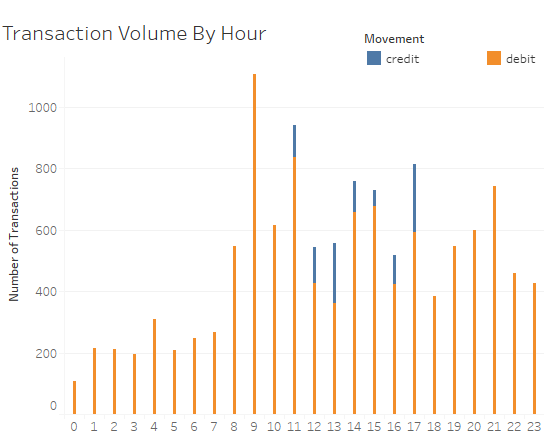 Transaction Volume By Hour
Movement
credit
debit
Number of Transactions
1000
800
600
400
200
0
0 1 2 3 4 5 6 7 8 9 10 11 12 13 14 15 16 17 18 19 20 21 22 23